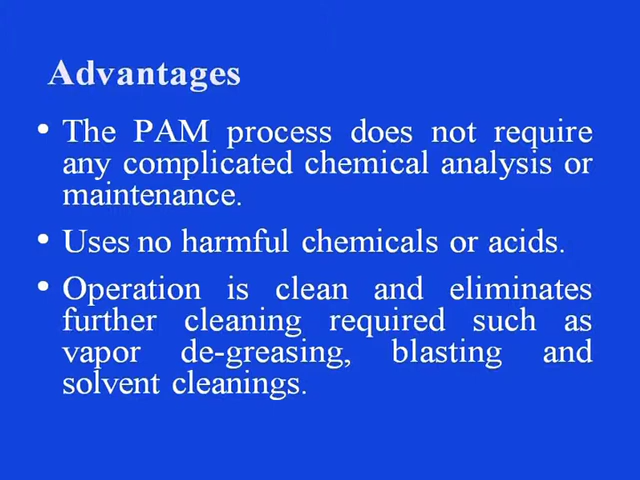 Advantages
• The PAM process does not require
any complicated chemical analysis or
maintenance.
• Uses no harmful chemicals or acids.
• Operation is clean and eliminates
further cleaning required such as
vapor de-greasing, blasting and
solvent cleanings.